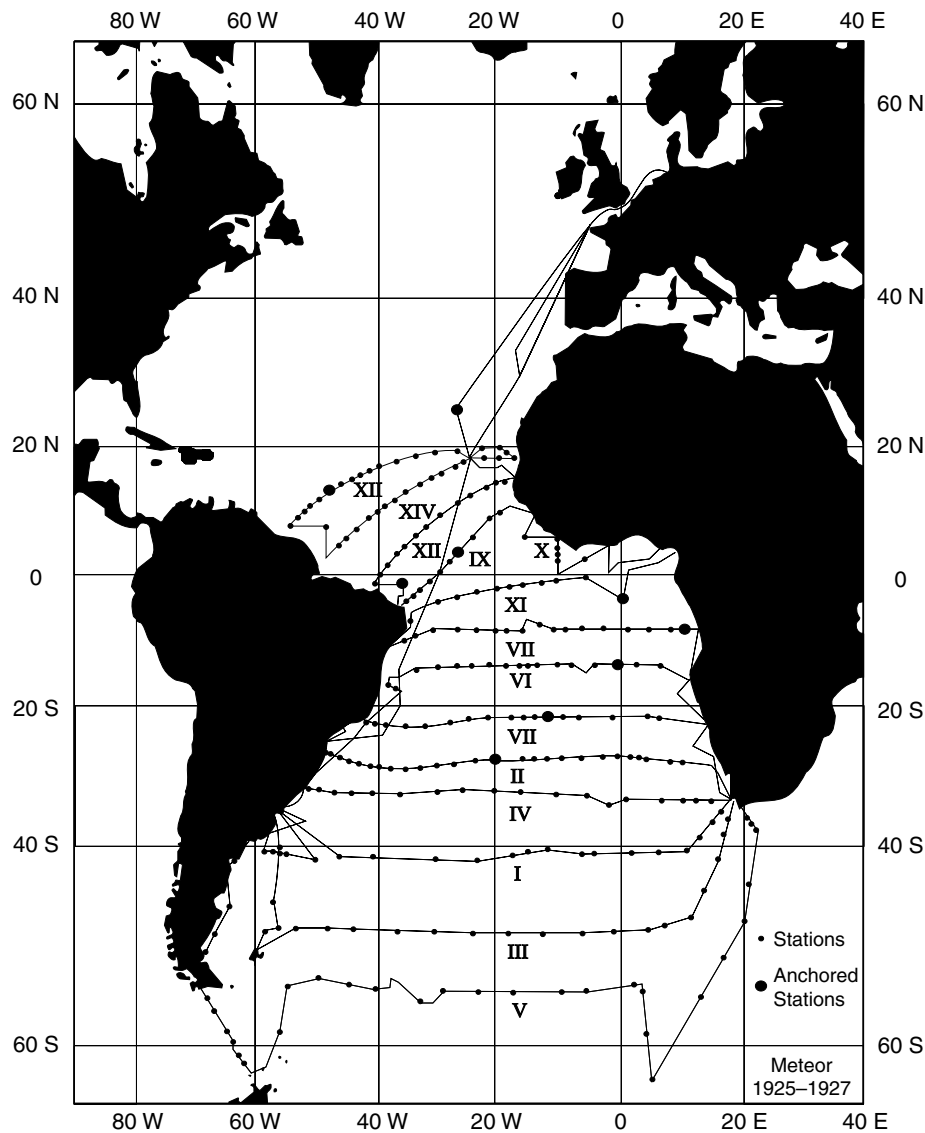 80 W 60 W 40 W 20 W 0 20 E 40 E
60 N 60 N
40 N 40 N
20 N 20 N
XII
XIV
XII IX X
0 0
XI
VII
VI
20 S 20 S
VII
II
IV
40 S 40 S
I
Stations
III
Anchored
Stations
V
60 S 60 S
Meteor
1925–1927
80 W 60 W 40 W 20 W 0 20 E 40 E